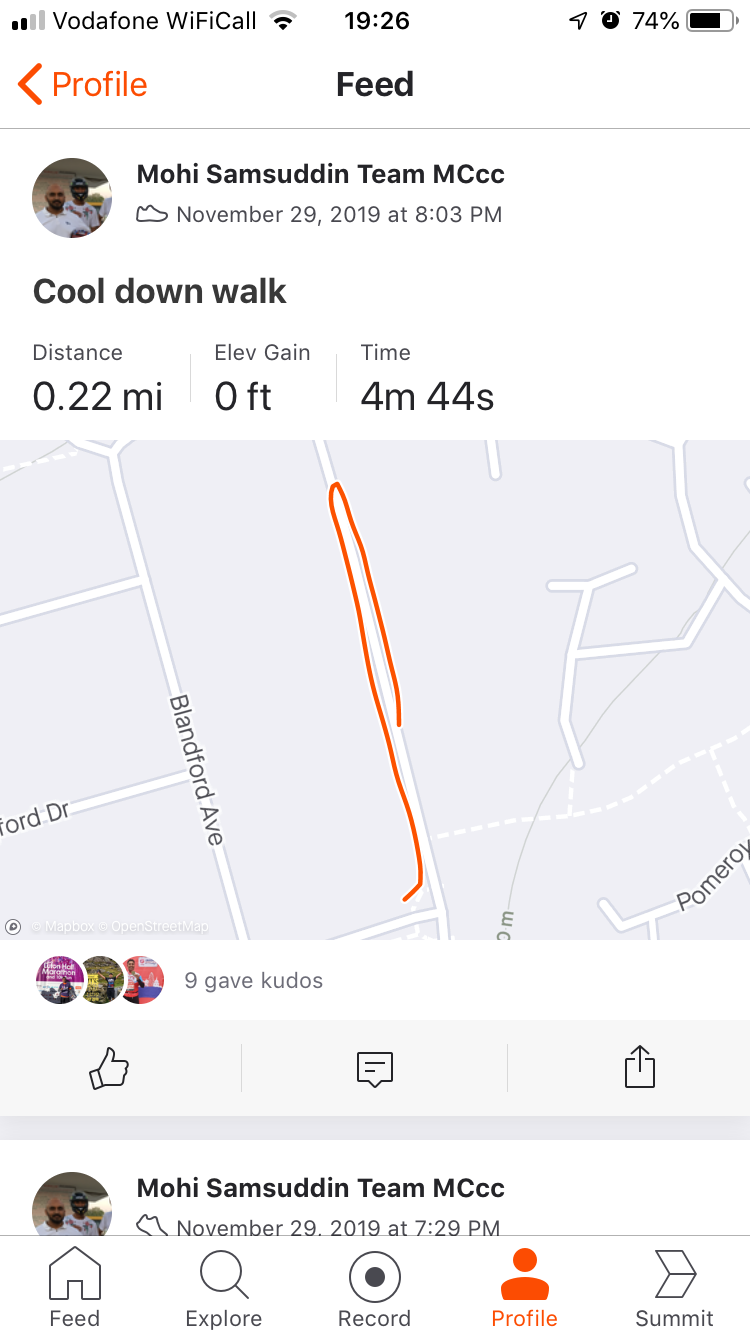 Vodafone WiFiCall 19:26 74%
Profile Feed
Mohi Samsuddin Team MCcc
November 29, 2019 at 8:03 PM
Cool down walk
Distance Elev Gain Time
0.22 mi 0 ft 4m 44s
Blandford Ave
ford Dr
Pomeroy
0 m
© Mapbox © OpenStreetMap
Marathon
9 gave kudos
Mohi Samsuddin Team MCcc
November 29, 2019 at 7:29 PM
Feed Explore Record Profile Summit